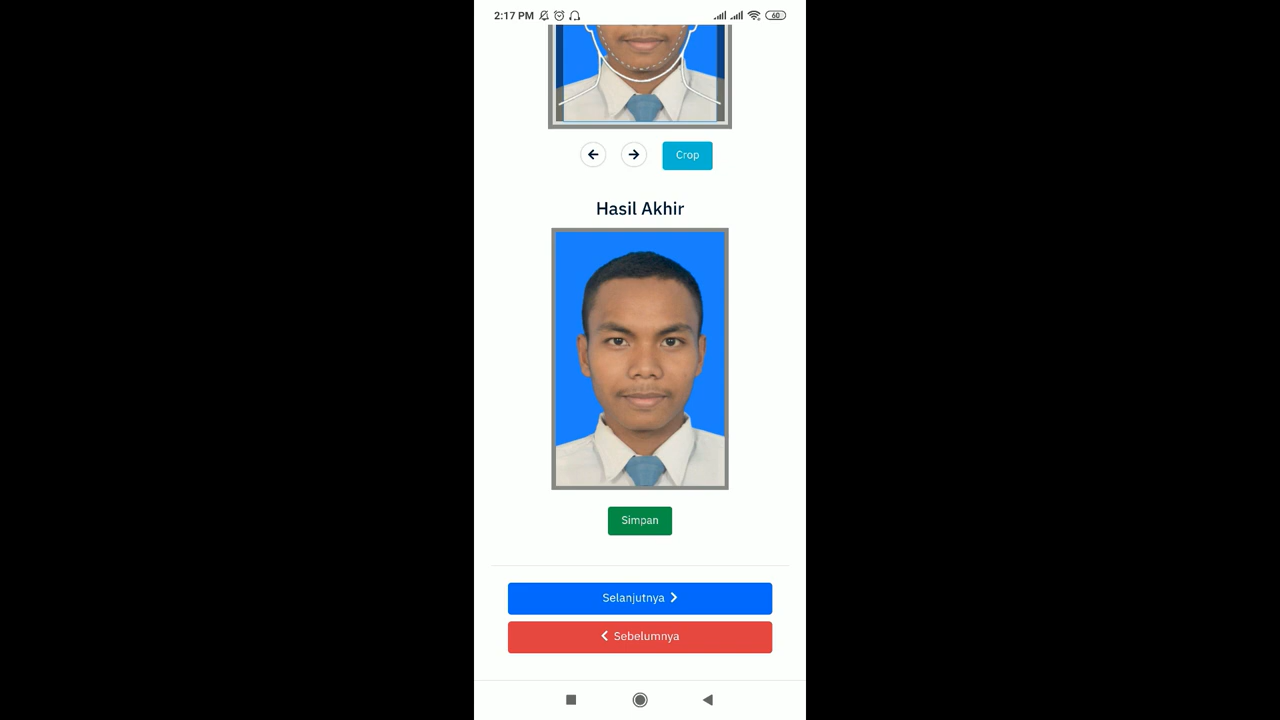 2:17 PM
60
Crop
Hasil Akhir
Simpan
Selanjutnya
Sebelumnya